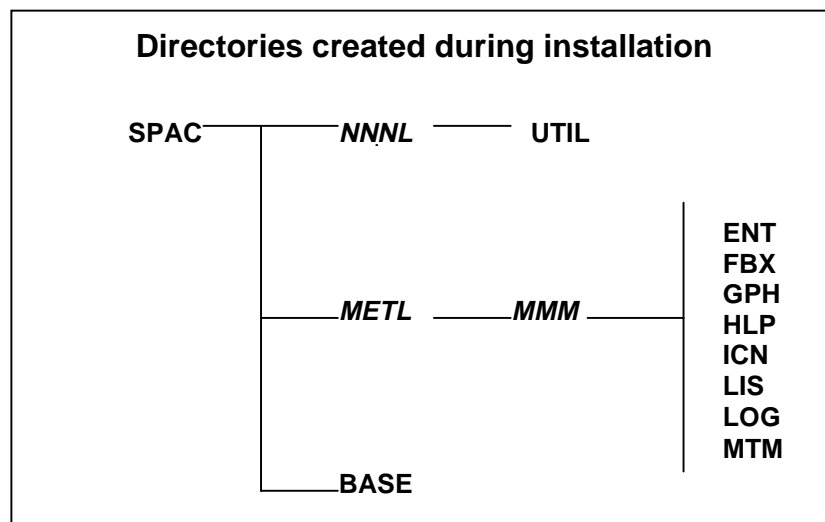 Directories created during installation
SPAC NNNL UTIL
METL MMM
ENT
FBX
GPH
HLP
ICN
LIS
LOG
MTM
BASE